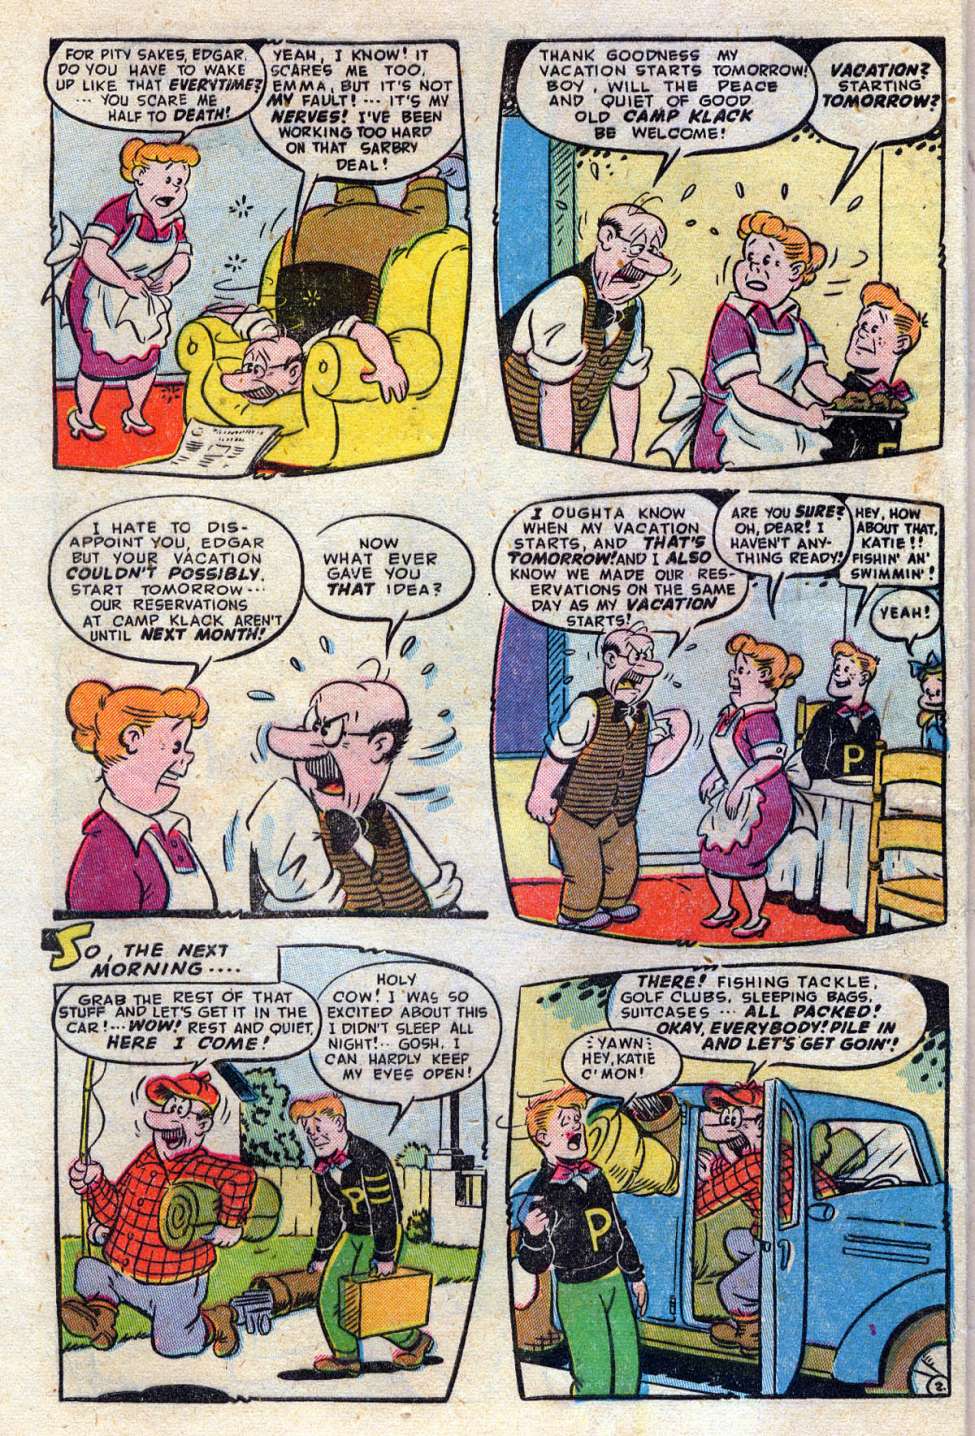 FOR PITY SAKES, EDGAR,
DO YOU HAVE TO WAKE
UP LIKE THAT EVERYTIME?
... YOU SCARE ME
HALF TO DEATH!
YEAH, I KNOW! IT
SCARES ME TOO,
EMMA, BUT IT'S NOT
MY FAULT! ... IT'S MY
NERVES! I'VE BEEN
WORKING TOO HARD
ON THAT SARBRY
DEAL!
THANK GOODNESS MY
VACATION STARTS TOMORROW!
BOY, WILL THE PEACE
AND QUIET OF GOOD
OLD CAMP KLACK
BE WELCOME!
VACATION?
STARTING
TOMORROW?
I HATE TO DIS-
APPOINT YOU, EDGAR
BUT YOUR VACATION
COULDN'T POSSIBLY
START TOMORROW ...
OUR RESERVATIONS
AT CAMP KLACK AREN'T
UNTIL NEXT MONTH!
NOW
WHAT EVER
GAVE YOU
THAT IDEA?
I OUGHTA KNOW
WHEN MY VACATION
STARTS, AND THAT'S
TOMORROW! AND I ALSO
KNOW WE MADE OUR RES-
ERVATIONS ON THE SAME
DAY AS MY VACATION
STARTS!
ARE YOU SURE?
OH, DEAR! I
HAVEN'T ANY-
THING READY!
HEY, HOW
ABOUT THAT,
KATIE!!
FISHIN' AN'
SWIMMIN'!
YEAH!
P
SO, THE NEXT
MORNING....
GRAB THE REST OF THAT
STUFF AND LET'S GET IT IN THE
CAR! ... WOW! REST AND QUIET,
HERE I COME!
HOLY
COW! I WAS SO
EXCITED ABOUT THIS
I DIDN'T SLEEP ALL
NIGHT! .. GOSH, I
CAN HARDLY KEEP
MY EYES OPEN!
P
THERE! FISHING TACKLE,
GOLF CLUBS, SLEEPING BAGS,
SUITCASES ... ALL PACKED!
OKAY, EVERYBODY! PILE IN
AND LET'S GET GOIN'!
YAWN
HEY, KATIE
C'MON!
P
2